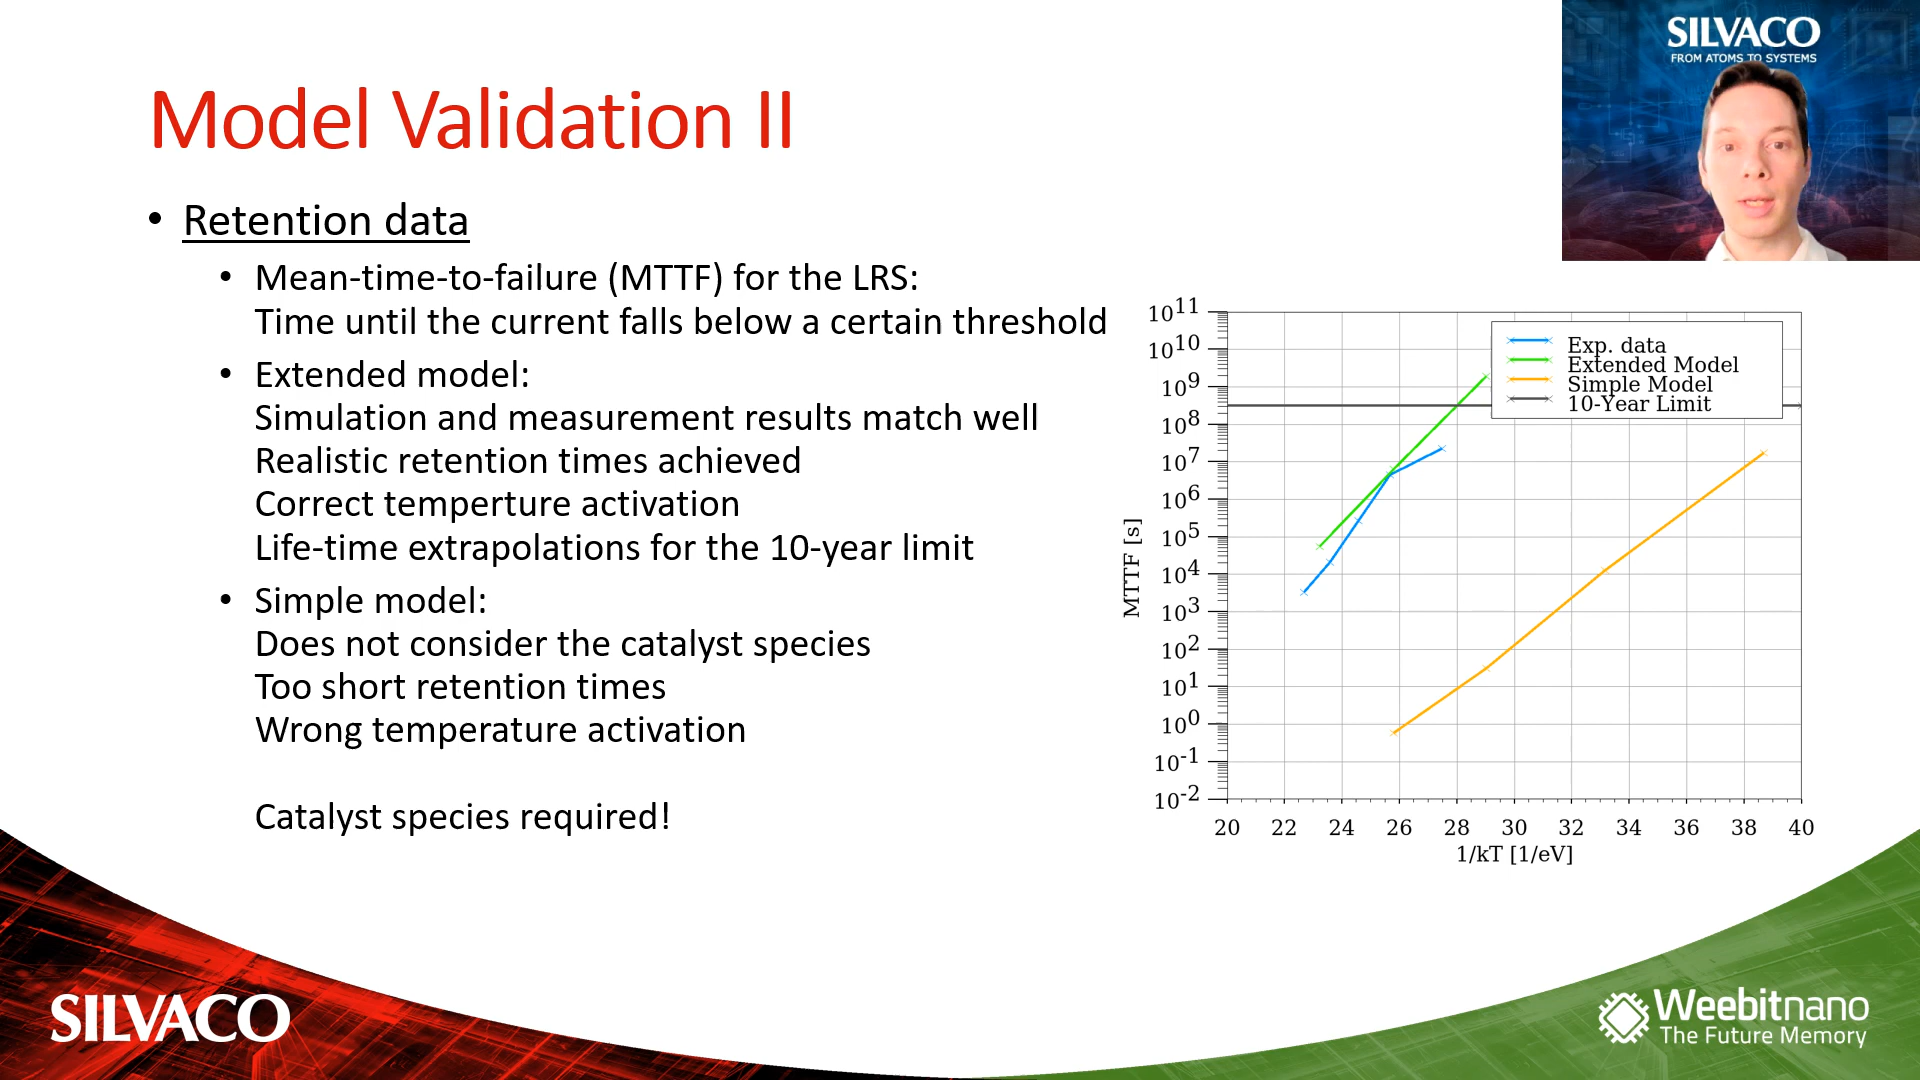 SILVACO
FROM ATOMS TO SYSTEMS
Model Validation II
• Retention data
• Mean-time-to-failure (MTTF) for the LRS:
Time until the current falls below a certain threshold
• Extended model:
Simulation and measurement results match well
Realistic retention times achieved
Correct temperture activation
Life-time extrapolations for the 10-year limit
• Simple model:
Does not consider the catalyst species
Too short retention times
Wrong temperature activation
Catalyst species required!
10^11
10^10
10^9
10^8
10^7
10^6
10^5
10^4
10^3
10^2
10^1
10^0
10^-1
10^-2
MTTF [s]
Exp. data
Extended Model
Simple Model
10-Year Limit
20 22 24 26 28 30 32 34 36 38 40
1/kT [1/eV]
SILVACO
Weebitnano
The Future Memory